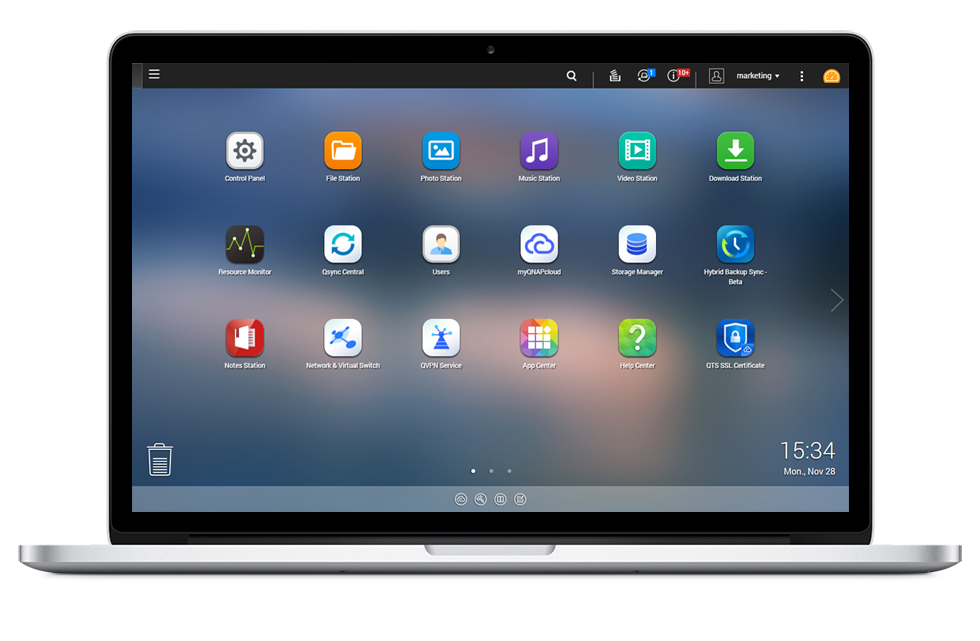 1
10+
marketing
Control Panel
File Station
Photo Station
Music Station
Video Station
Download Station
Resource Monitor
Qsync Central
Users
myQNAPcloud
Storage Manager
Hybrid Backup Sync -
Beta
Notes Station
Network & Virtual Switch
QVPN Service
App Center
Help Center
QTS SSL Certificate
15:34
Mon., Nov 28